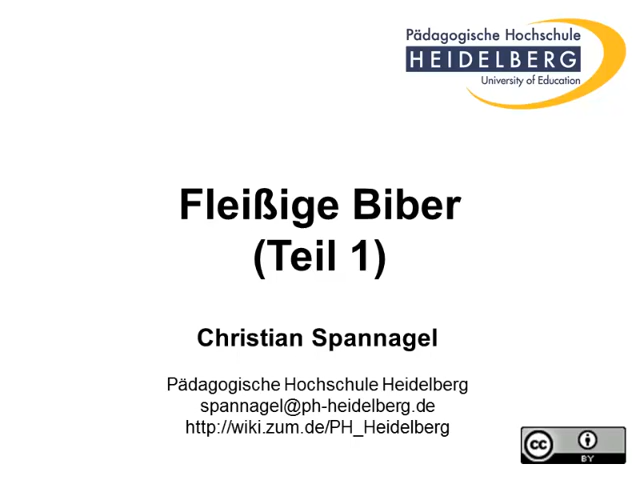 Pädagogische Hochschule
HEIDELBERG
University of Education
Fleißige Biber
(Teil 1)
Christian Spannagel
Pädagogische Hochschule Heidelberg
spannagel@ph-heidelberg.de
http://wiki.zum.de/PH_Heidelberg
cc
BY